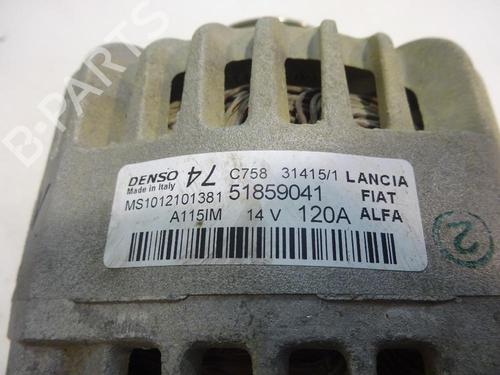 B-PARTS
DENSO 74 C758 31415/1 LANCIA
Made in Italy
MS1012101381 51859041 FIAT
A115IM 14 V 120A ALFA
2